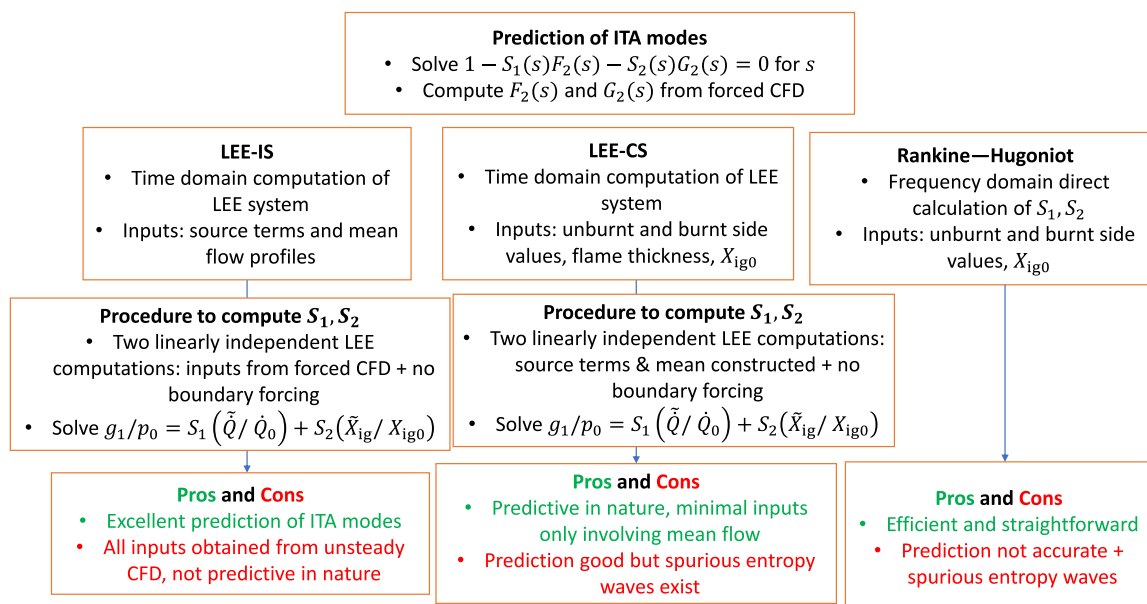 Prediction of ITA modes
• Solve 1 − S₁(s)F₂(s) − S₂(s)G₂(s) = 0 for s
• Compute F₂(s) and G₂(s) from forced CFD
LEE-IS
• Time domain computation of
LEE system
• Inputs: source terms and mean
flow profiles
LEE-CS
• Time domain computation of LEE
system
• Inputs: unburnt and burnt side
values, flame thickness, X_ig0
Rankine—Hugoniot
• Frequency domain direct
calculation of S₁, S₂
• Inputs: unburnt and burnt side
values, X_ig0
Procedure to compute S₁, S₂
• Two linearly independent LEE
computations: inputs from forced CFD + no
boundary forcing
• Solve g₁/p₀ = S₁ (Q̇̃/ Q̇₀) + S₂(X̃_ig/ X_ig0)
Procedure to compute S₁, S₂
• Two linearly independent LEE computations:
source terms & mean constructed + no
boundary forcing
• Solve g₁/p₀ = S₁ (Q̇̃/ Q̇₀) + S₂(X̃_ig/ X_ig0)
Pros and Cons
• Excellent prediction of ITA modes
• All inputs obtained from unsteady
CFD, not predictive in nature
Pros and Cons
• Predictive in nature, minimal inputs
only involving mean flow
• Prediction good but spurious entropy
waves exist
Pros and Cons
• Efficient and straightforward
• Prediction not accurate +
spurious entropy waves